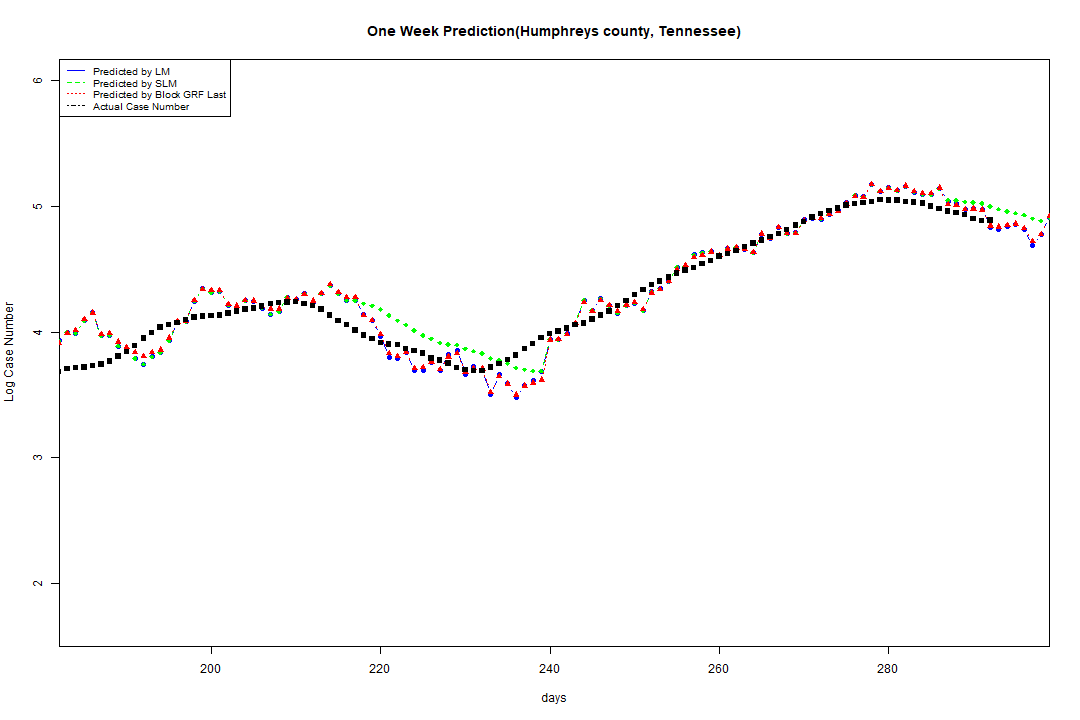 One Week Prediction(Humphreys county, Tennessee)
Predicted by LM
Predicted by SLM
Predicted by Block GRF Last
Actual Case Number
6
5
4
3
2
Log Case Number
200 220 240 260 280
days